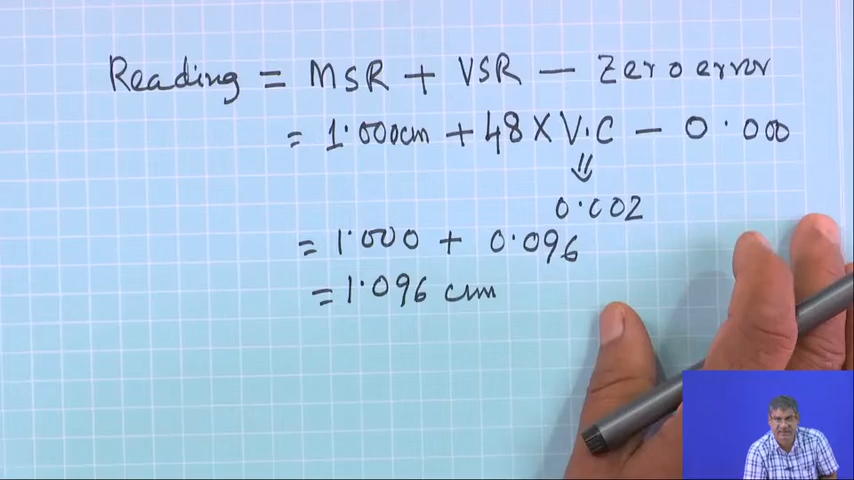 Reading = MSR + VSR — Zero error
= 1.000cm + 48 X V.C — 0.000
⇓
0.002
= 1.000 + 0.096
= 1.096 cm